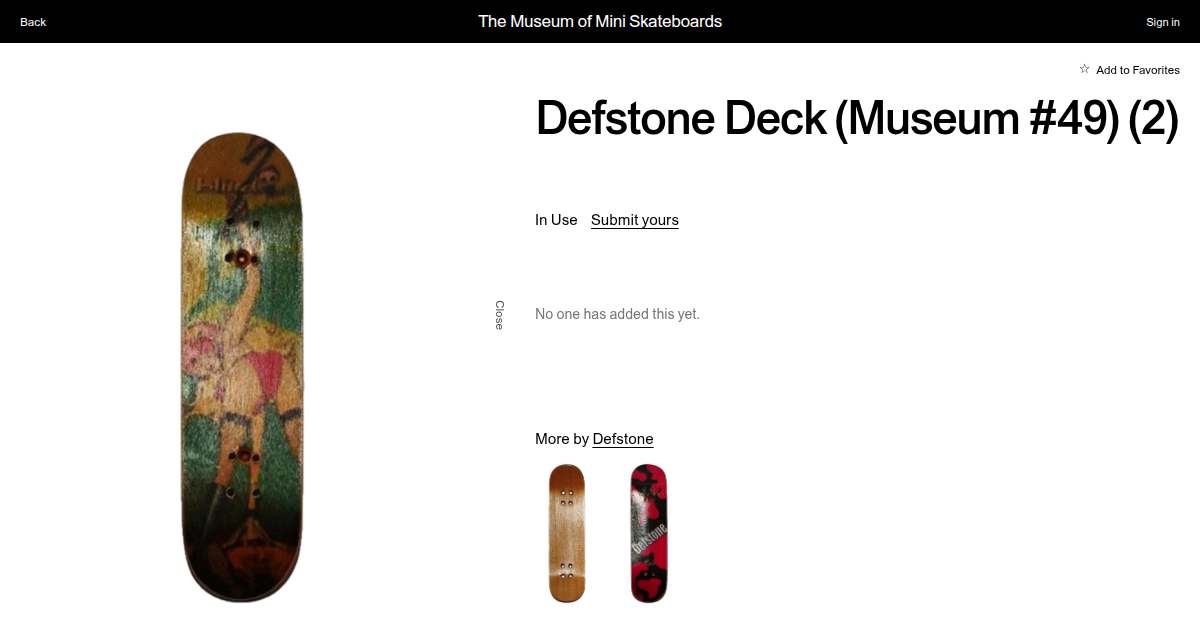 Back
The Museum of Mini Skateboards
Sign in
☆ Add to Favorites
Defstone Deck (Museum #49) (2)
In Use Submit yours
Close
No one has added this yet.
More by Defstone
Defstone